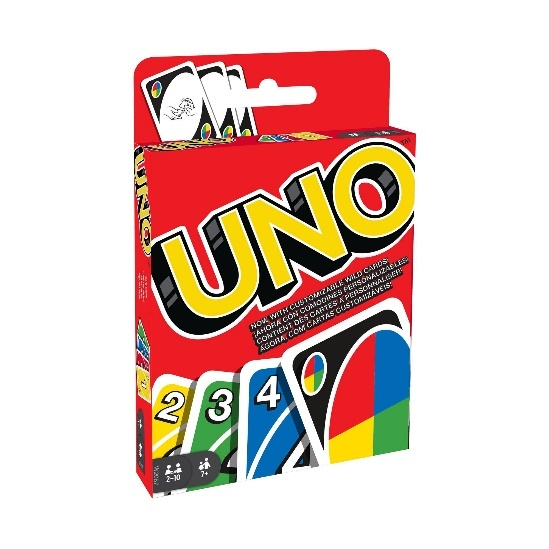 UNO
UNO
NOW WITH CUSTOMIZABLE WILD CARDS!
¡AHORA CON COMODINES PERSONALIZABLES!
CONTIENT DES CARTES À PERSONNALISER!
AGORA! COM CARTAS CUSTOMIZÁVEIS!
2
3
4
2-10
7+